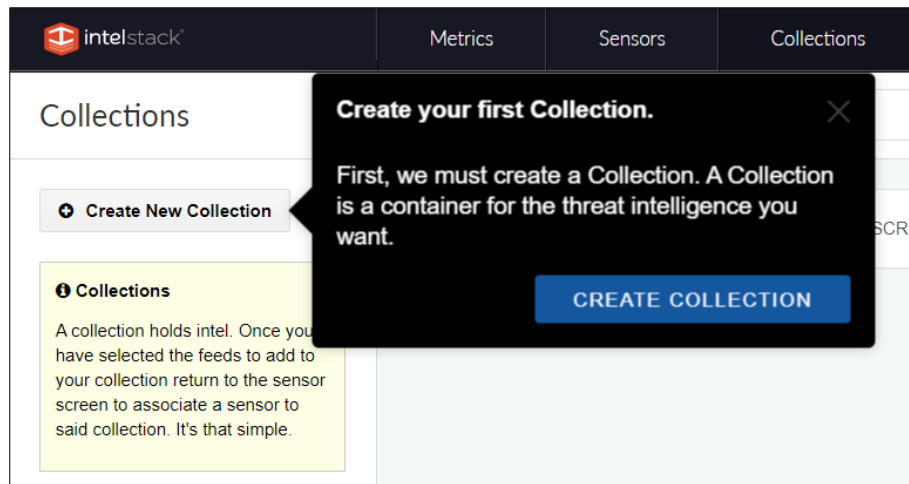 intelstack®
Metrics
Sensors
Collections
Collections
Create your first Collection.
First, we must create a Collection. A Collection
is a container for the threat intelligence you
want.
CREATE COLLECTION
Create New Collection
SCR
Collections
A collection holds intel. Once you
have selected the feeds to add to
your collection return to the sensor
screen to associate a sensor to
said collection. It's that simple.